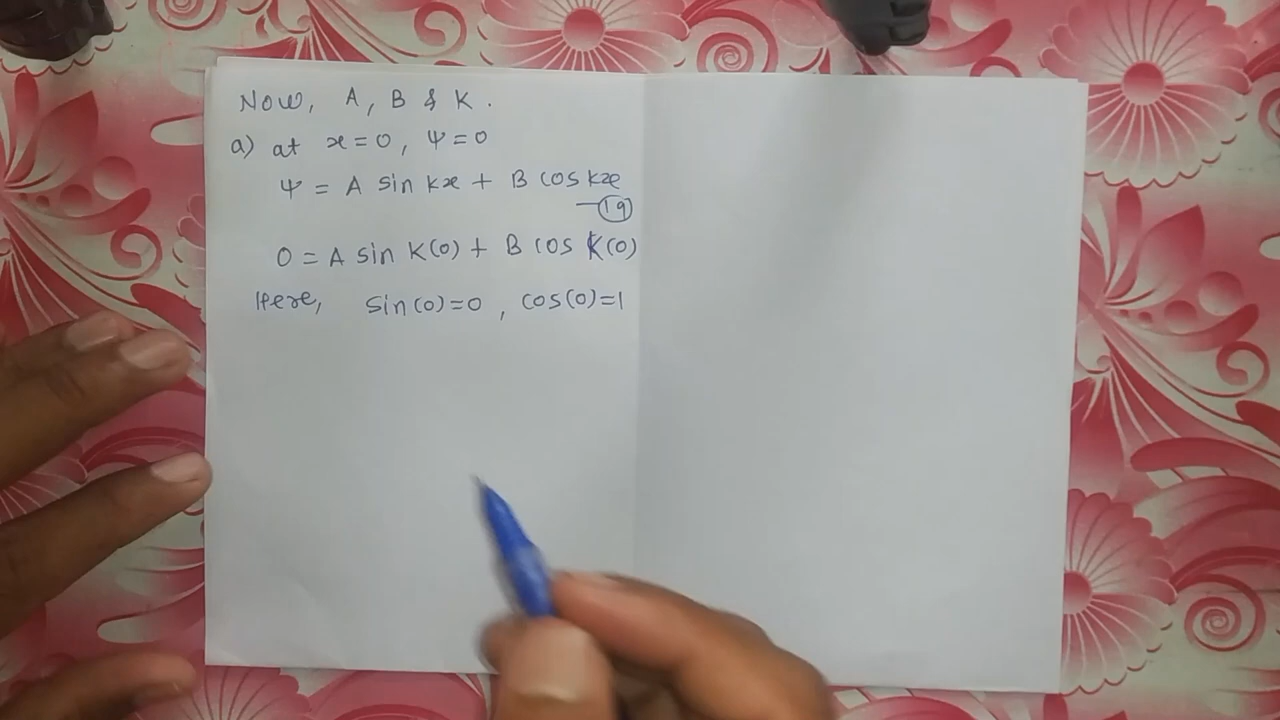 Now, A, B & K.
a) at x=0, Ψ=0
Ψ = A sin kx + B cos kx
—(19)
0 = A sin K(0) + B cos K(0)
Here, sin(0)=0, cos(0)=1